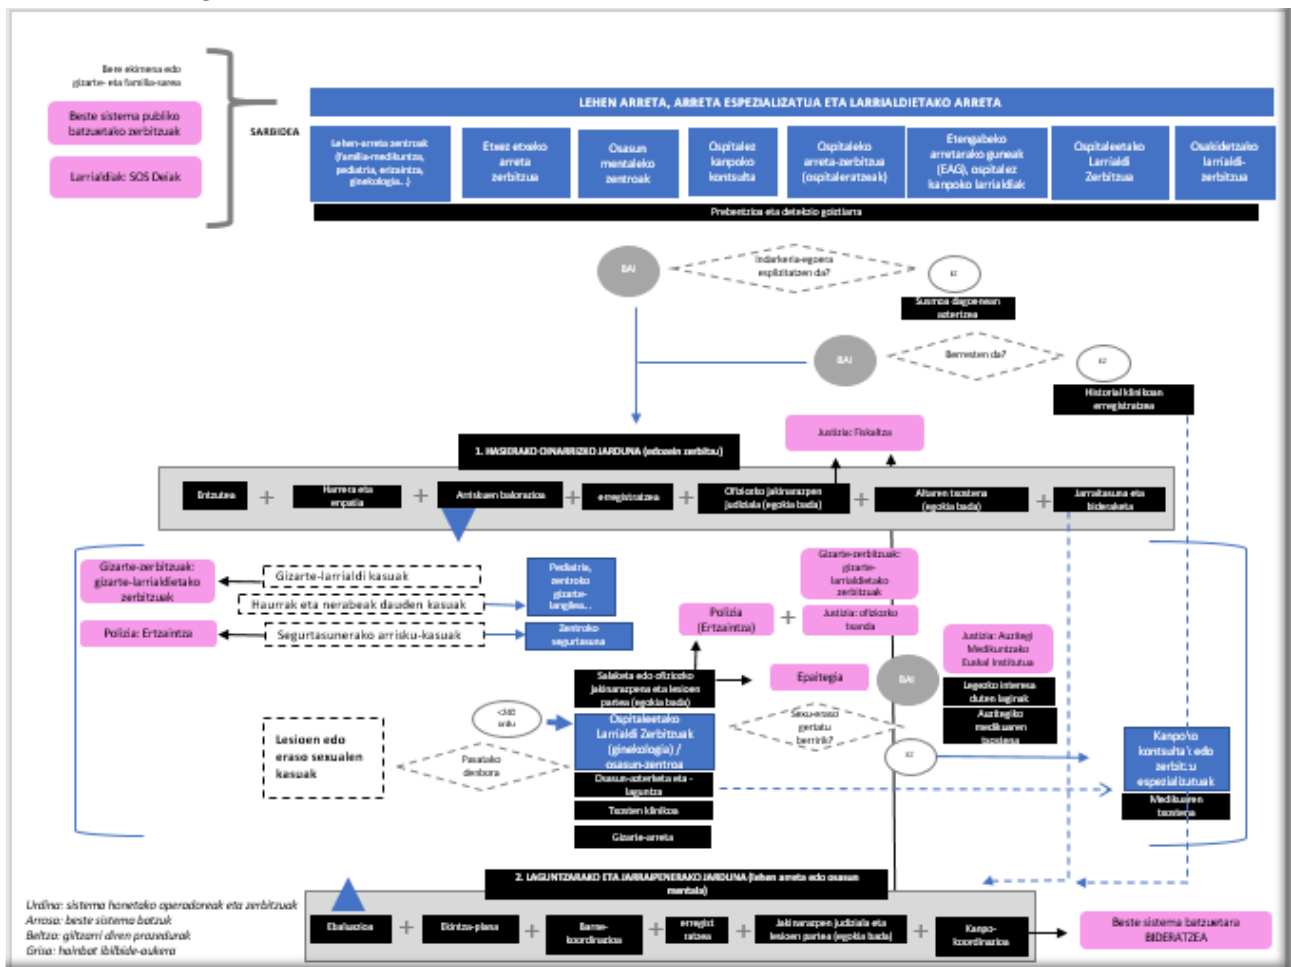 Bere ekimena edo
gizarte- eta familia-sarea
Beste sistema publiko
batzuetako zerbitzuak
Larrialdiak: SOS Deiak
SARBIDEA
LEHEN ARRETA, ARRETA ESPEZIALIZATUA ETA LARRIALDIETAKO ARRETA
Lehen-arreta zentroak
(familia-medikuntza,
pediatria, erizaintza,
ginekologia...)
Etxez etxeko
arreta
zerbitzua
Osasun
mentaleko
zentroak
Ospitalez
kanpoko
kontsulta
Ospitaleko
arreta-zerbitzua
(ospitaleratzeak)
Etengabeko
arretarako guneak
(EAG), ospitalez
kanpoko larrialdiak
Ospitaleetako
Larrialdi
Zerbitzua
Osakidetzako
larrialdi-
zerbitzua
Prebentzioa eta detekzio goiztiarra
BAI
Indarkeria-egoera
esplizitatzen da?
EZ
Susmoa dagoenean
aztertzea
BAI
Berresten da?
EZ
Historial klinikoan
erregistratzea
Justizia: Fiskaltza
1. HASIERAKO OINARRIZKO JARDUNA (edozein zerbitzu)
Entzutea
+
Harrera eta
enpatia
+
Arriskuen balorazioa
+
erregistratzea
+
Ofiziozko jakinarazpen
judiziala (egokia bada)
+
Altaren txostena
(egokia bada)
+
Jarraitasuna eta
bideraketa
Gizarte-zerbitzuak:
gizarte-larrialdietako
zerbitzuak
Gizarte-larrialdi kasuak
Haurrak eta nerabeak dauden kasuak
Pediatria,
zentroko
gizarte-
langilea...
Polizia: Ertzaintza
Segurtasunerako arrisku-kasuak
Zentroko
segurtasuna
Polizia
(Ertzaintza)
+
Gizarte-zerbitzuak:
gizarte-
larrialdietako
zerbitzuak
Justizia: ofiziozko
txanda
Justizia: Auzitegi
Medikuntzako
Euskal Institutua
Salaketa edo ofiziozko
jakinarazpena eta lesioen
partea (egokia bada)
Epaitegia
BAI
Legezko interesa
duten laginak
Auzitegiko
medikuaren
txostena
Lesioen edo
eraso sexualen
kasuak
Pasatako
denbora
ordu
Ospitaleetako
Larrialdi Zerbitzuak
(ginekologia) /
osasun-zentroa
Sexu-eraso
gertatu
berririk?
EZ
Osasun-azterketa eta -
laguntza
Txosten klinikoa
Gizarte-arreta
Kanpoko
kontsultak edo
zerbitzu
espezializatuak
Medikuaren
txostena
2. LAGUNTZARAKO ETA JARRAIPENERAKO JARDUNA (lehen arreta edo osasun
mentala)
Ebaluazioa
+
Ekintza-plana
+
Barne-
koordinazioa
+
erregist
ratzea
+
Jakinarazpen judiziala eta
lesioen partea (egokia bada)
+
Kanpo-
koordinazioa
Beste sistema batzuetara
BIDERATZEA
Urdina: sistema honetako operadoreak eta zerbitzuak
Arrosa: beste sistema batzuk
Beltza: giltzarri diren prozedurak
Grisa: hainbat ibilbide-aukera